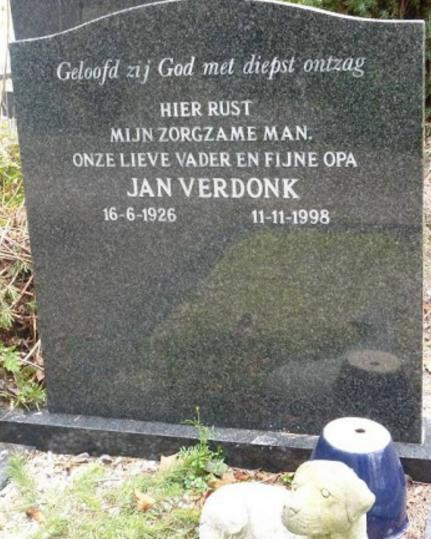 Geloofd zij God met diepst ontzag
HIER RUST
MIJN ZORGZAME MAN.
ONZE LIEVE VADER EN FIJNE OPA
JAN VERDONK
16-6-1926 11-11-1998